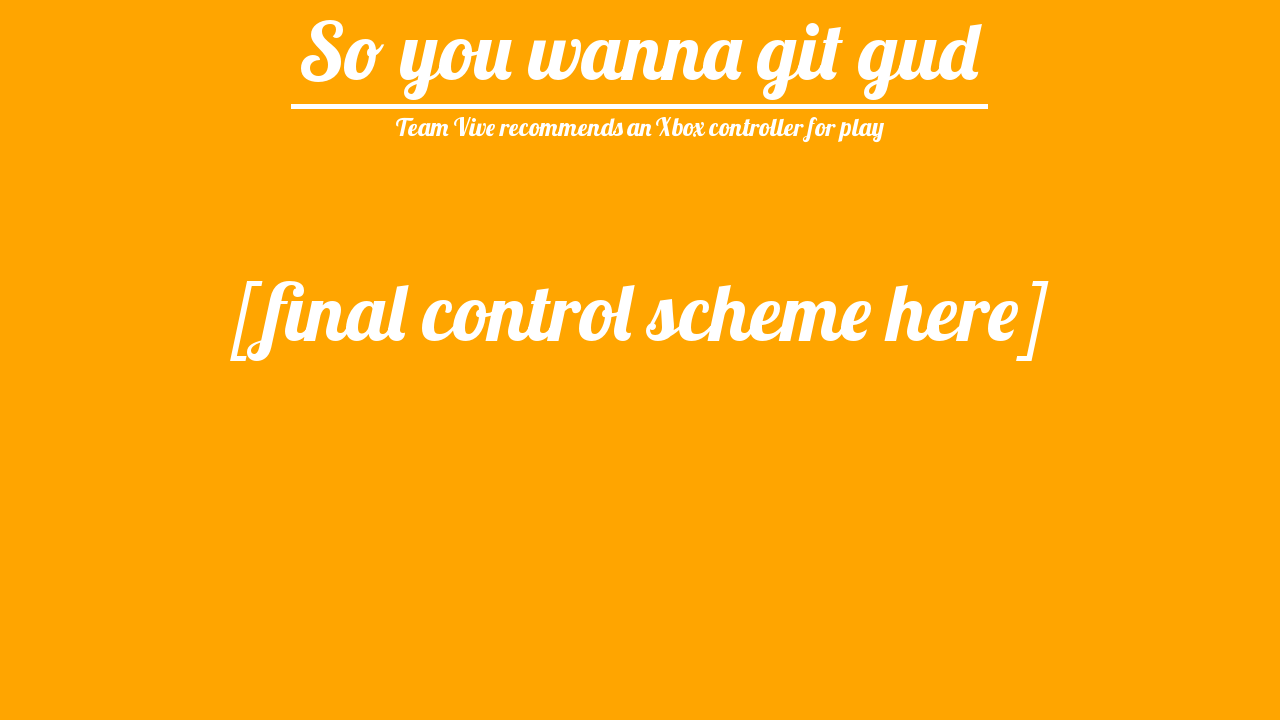 So you wanna git gud
Team Vive recommends an Xbox controller for play
[final control scheme here]